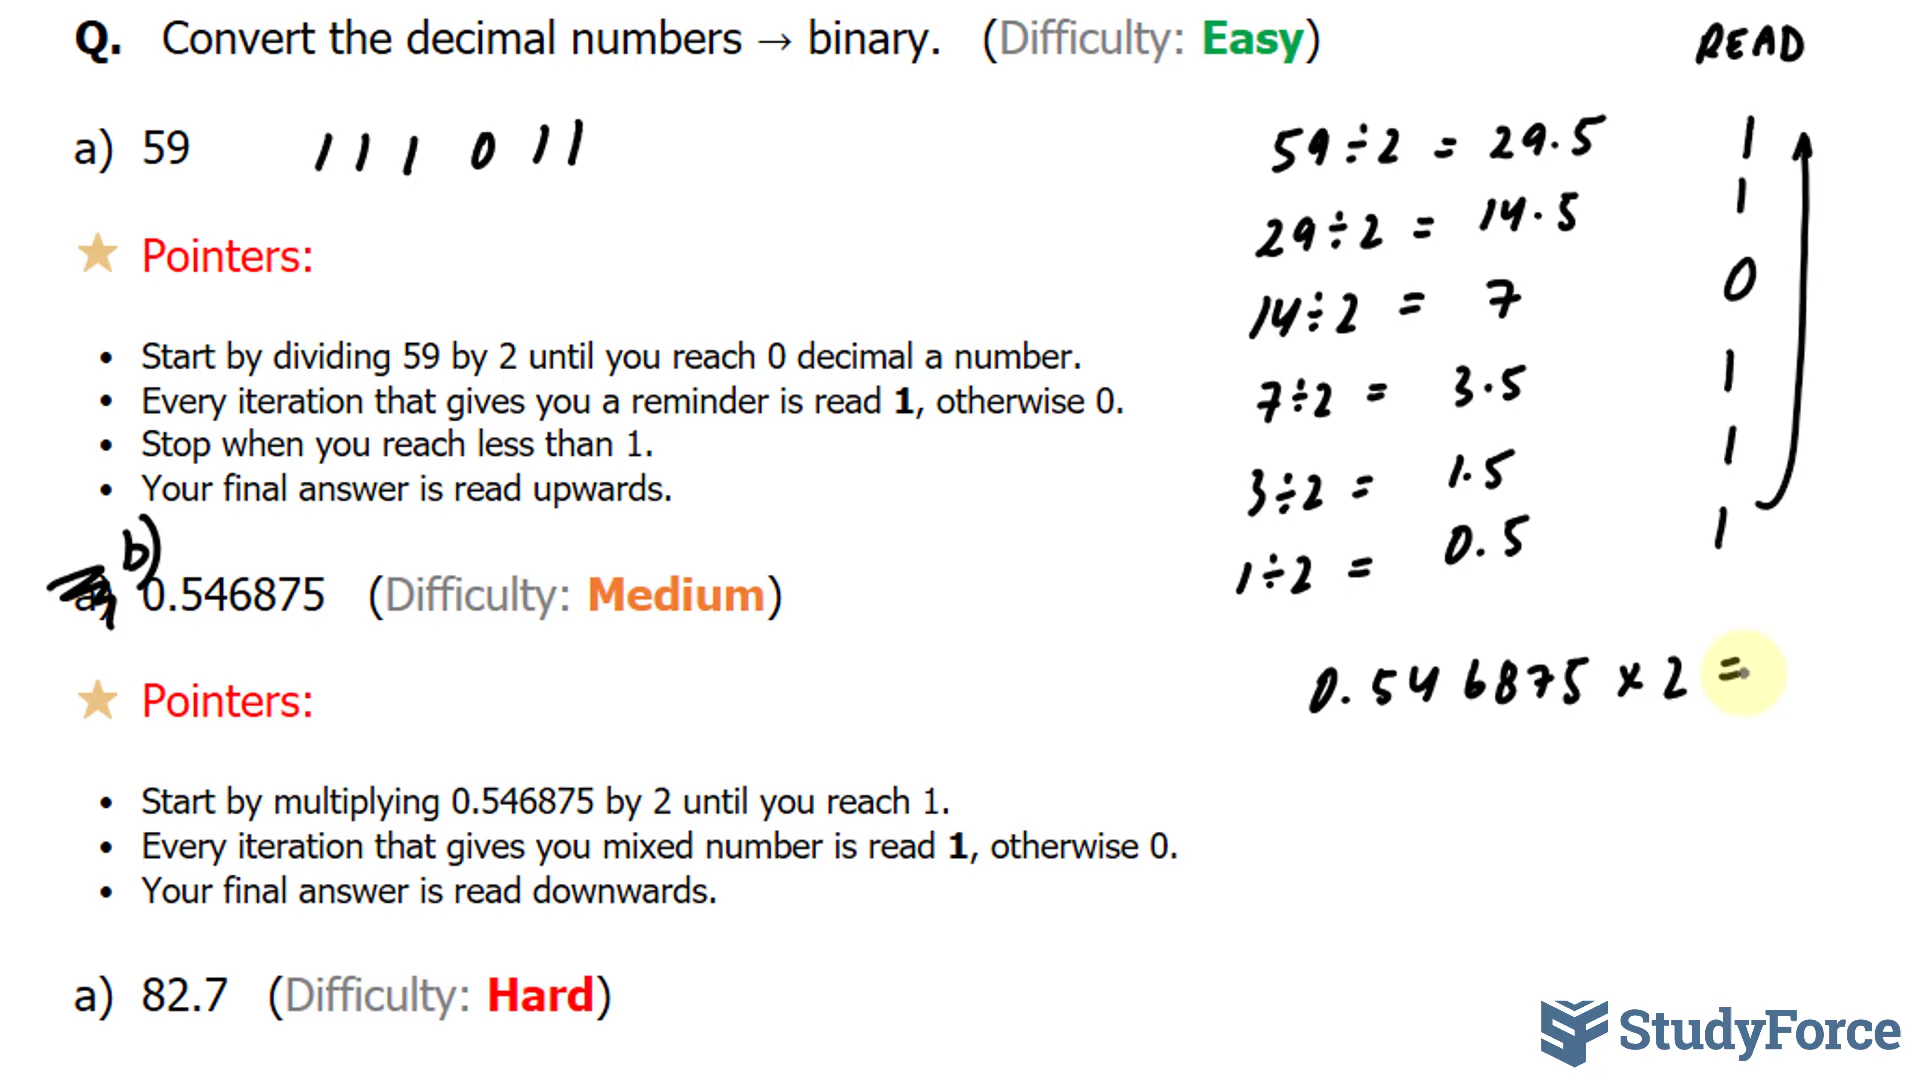 Q. Convert the decimal numbers → binary. (Difficulty: Easy)
READ
a) 59 1 1 1 0 1 1
59÷2 = 29.5 1
29÷2 = 14.5 1
14÷2 = 7 0
7÷2 = 3.5 1
3÷2 = 1.5 1
1÷2 = 0.5 1
Pointers:
• Start by dividing 59 by 2 until you reach 0 decimal a number.
• Every iteration that gives you a reminder is read 1, otherwise 0.
• Stop when you reach less than 1.
• Your final answer is read upwards.
b)
a) 0.546875 (Difficulty: Medium)
0.546875 × 2 =
Pointers:
• Start by multiplying 0.546875 by 2 until you reach 1.
• Every iteration that gives you mixed number is read 1, otherwise 0.
• Your final answer is read downwards.
a) 82.7 (Difficulty: Hard)
StudyForce